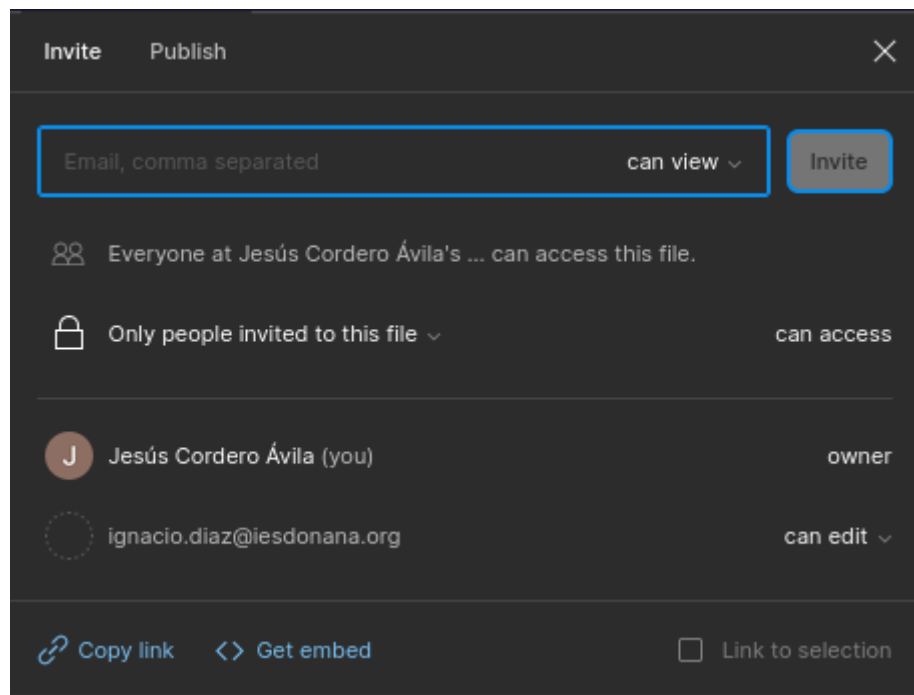 Invite Publish
Email, comma separated can view Invite
Everyone at Jesús Cordero Ávila's ... can access this file.
Only people invited to this file can access
J Jesús Cordero Ávila (you) owner
ignacio.diaz@iesdonana.org can edit
Copy link <> Get embed Link to selection